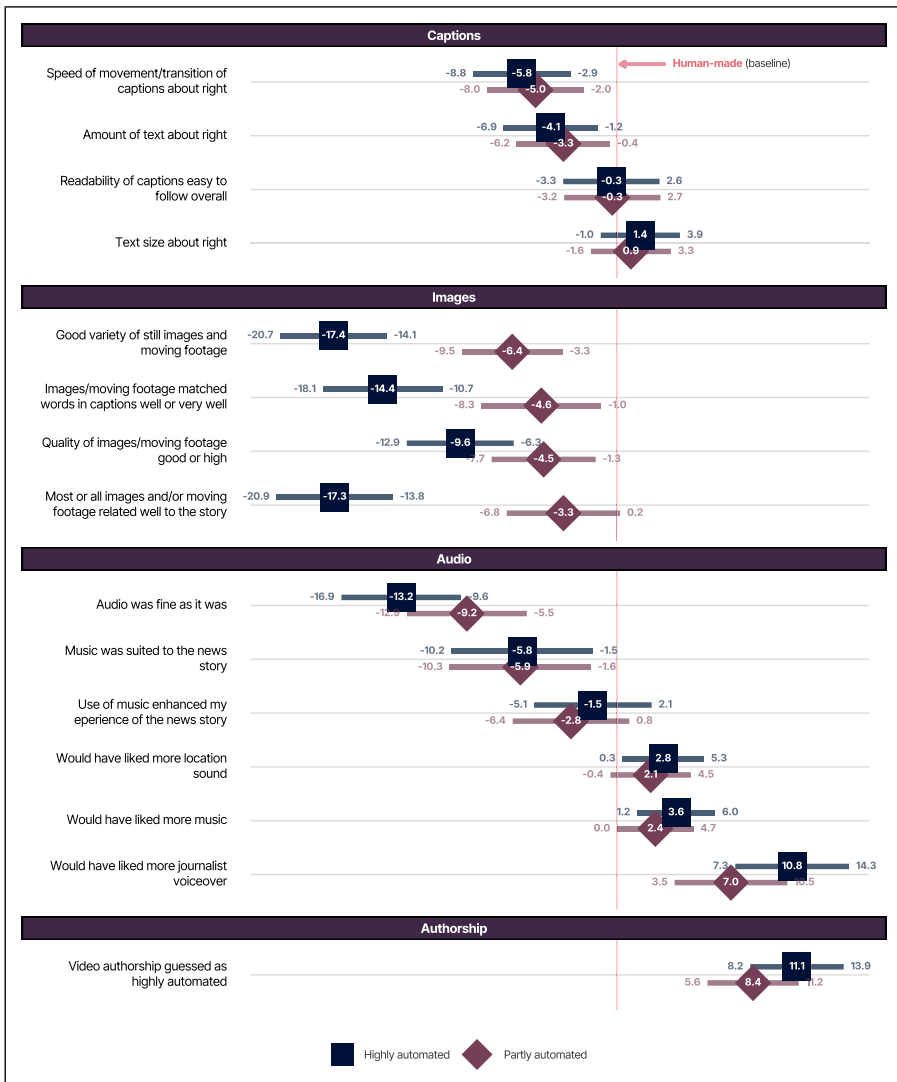 Captions
Human-made (baseline)
Speed of movement/transition of
captions about right
-8.8 -5.8 -2.9
-8.0 -5.0 -2.0
Amount of text about right
-6.9 -4.1 -1.2
-6.2 -3.3 -0.4
Readability of captions easy to
follow overall
-3.3 -0.3 2.6
-3.2 -0.3 2.7
Text size about right
-1.0 1.4 3.9
-1.6 0.9 3.3
Images
Good variety of still images and
moving footage
-20.7 -17.4 -14.1
-9.5 -6.4 -3.3
Images/moving footage matched
words in captions well or very well
-18.1 -14.4 -10.7
-8.3 -4.6 -1.0
Quality of images/moving footage
good or high
-12.9 -9.6 -6.3
-7.7 -4.5 -1.3
Most or all images and/or moving
footage related well to the story
-20.9 -17.3 -13.8
-6.8 -3.3 0.2
Audio
Audio was fine as it was
-16.9 -13.2 -9.6
-12.9 -9.2 -5.5
Music was suited to the news
story
-10.2 -5.8 -1.5
-10.3 -5.9 -1.6
Use of music enhanced my
eperience of the news story
-5.1 -1.5 2.1
-6.4 -2.8 0.8
Would have liked more location
sound
0.3 2.8 5.3
-0.4 2.1 4.5
Would have liked more music
1.2 3.6 6.0
0.0 2.4 4.7
Would have liked more journalist
voiceover
7.3 10.8 14.3
3.5 7.0 10.5
Authorship
Video authorship guessed as
highly automated
8.2 11.1 13.9
5.6 8.4 11.2
Highly automated Partly automated